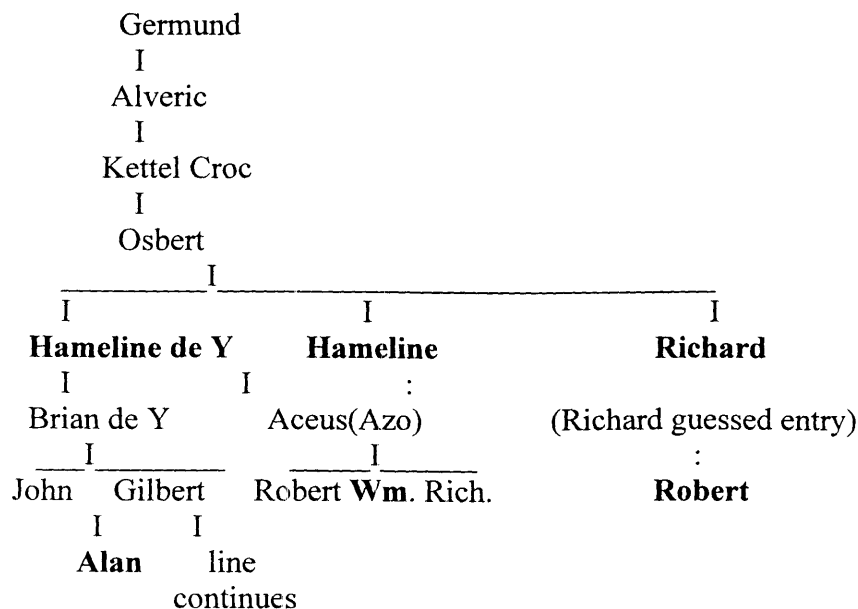 Germund
I
Alveric
I
Kettel Croc
I
Osbert
I
I I I
Hameline de Y Hameline Richard
I I :
Brian de Y Aceus(Azo) (Richard guessed entry)
I I :
John Gilbert Robert Wm. Rich. Robert
I I
Alan line
continues